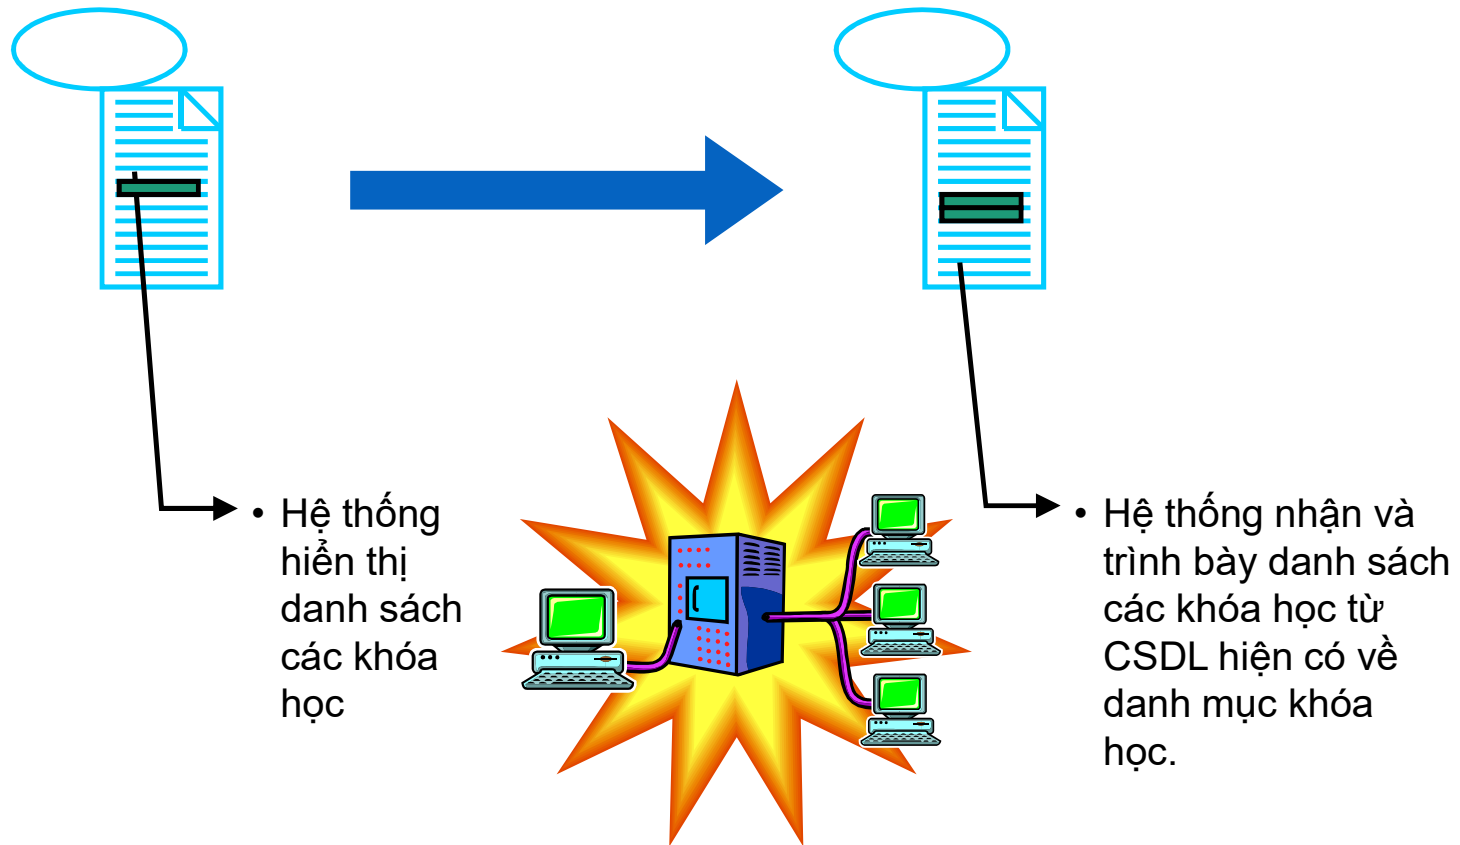 • Hệ thống
hiển thị
danh sách
các khóa
học
• Hệ thống nhận và
trình bày danh sách
các khóa học từ
CSDL hiện có về
danh mục khóa
học.